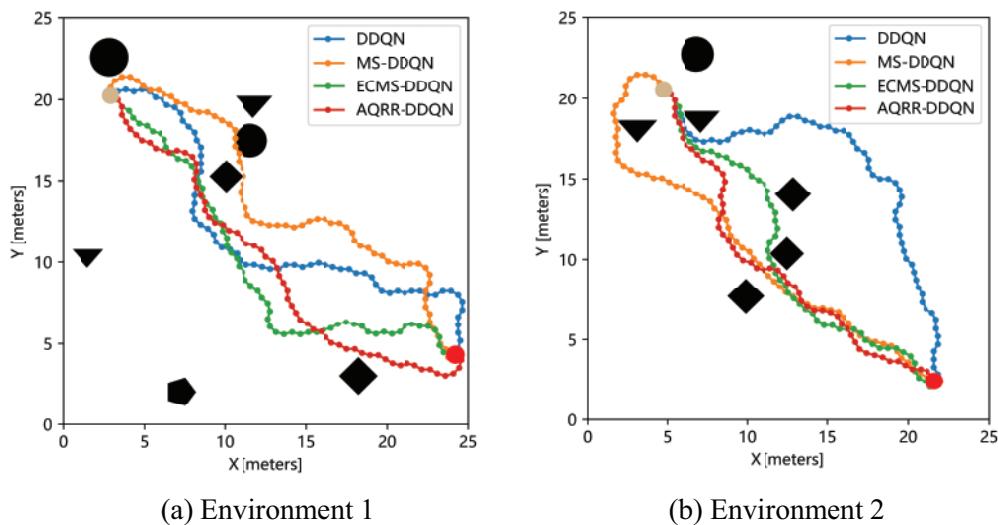 25
20
15
10
5
0
Y [meters]
0
5
10
15
20
25
X [meters]
DDQN
MS-DDQN
ECMS-DDQN
AQRR-DDQN
(a) Environment 1
25
20
15
10
5
0
Y [meters]
0
5
10
15
20
25
X [meters]
DDQN
MS-DDQN
ECMS-DDQN
AQRR-DDQN
(b) Environment 2